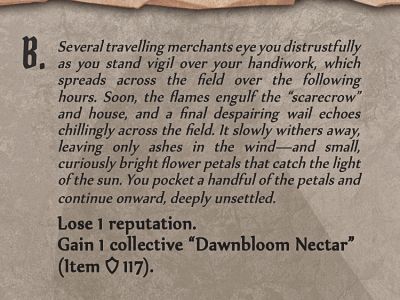 B. Several travelling merchants eye you distrustfully
as you stand vigil over your handiwork, which
spreads across the field over the following
hours. Soon, the flames engulf the “scarecrow”
and house, and a final despairing wail echoes
chillingly across the field. It slowly withers away,
leaving only ashes in the wind—and small,
curiously bright flower petals that catch the light
of the sun. You pocket a handful of the petals and
continue onward, deeply unsettled.
Lose 1 reputation.
Gain 1 collective “Dawnbloom Nectar”
(Item 117).